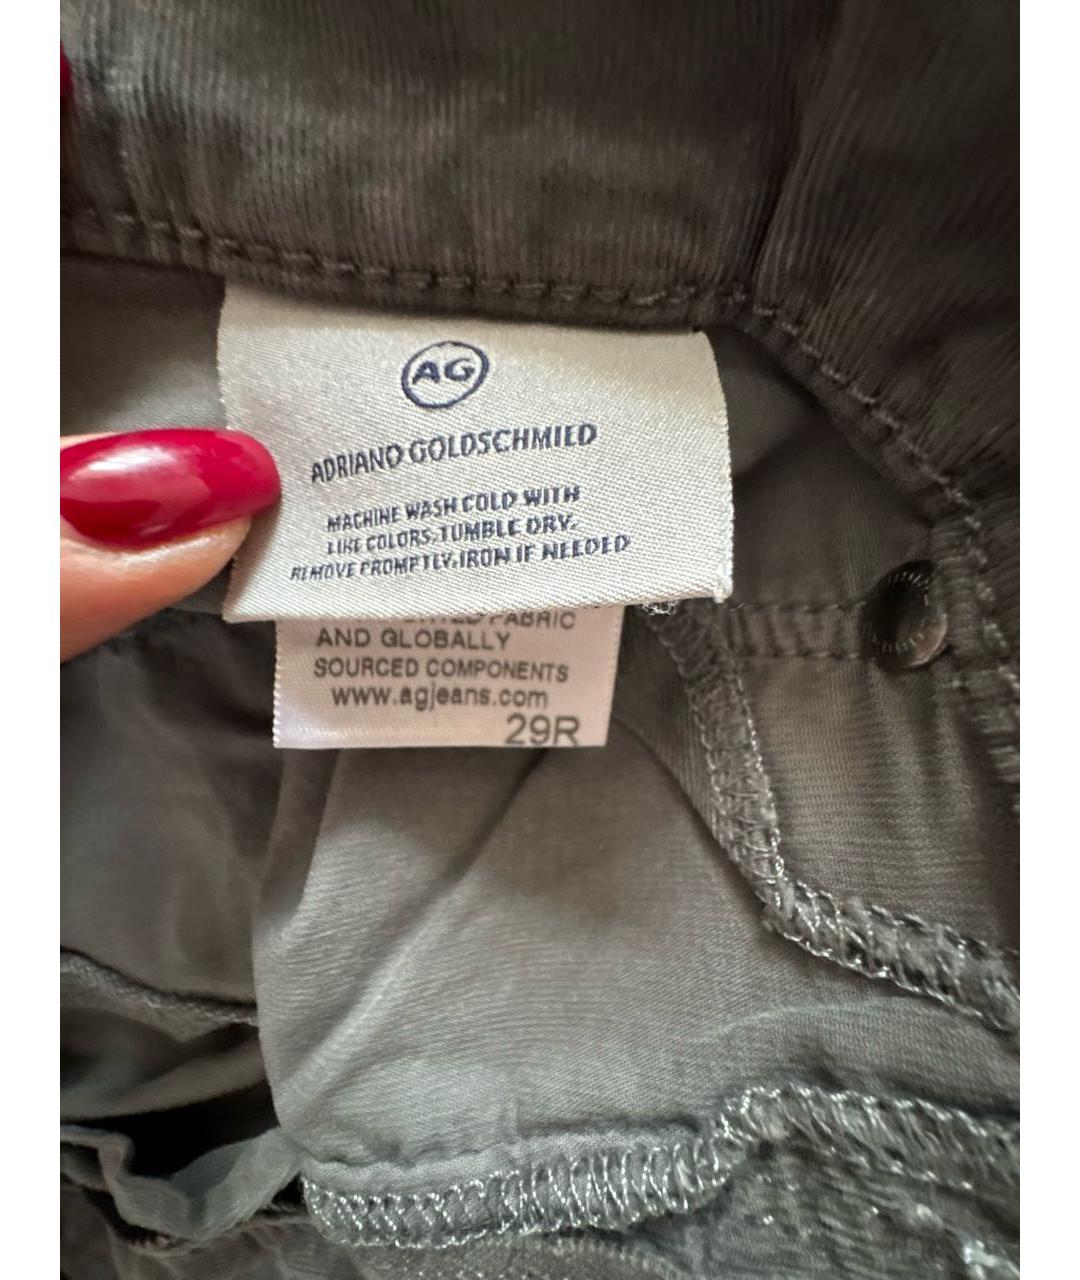 AG
ADRIANO GOLDSCHMIED
MACHINE WASH COLD WITH
LIKE COLORS. TUMBLE DRY.
REMOVE PROMPTLY. IRON IF NEEDED
FABRIC
AND GLOBALLY
SOURCED COMPONENTS
www.agjeans.com
29R